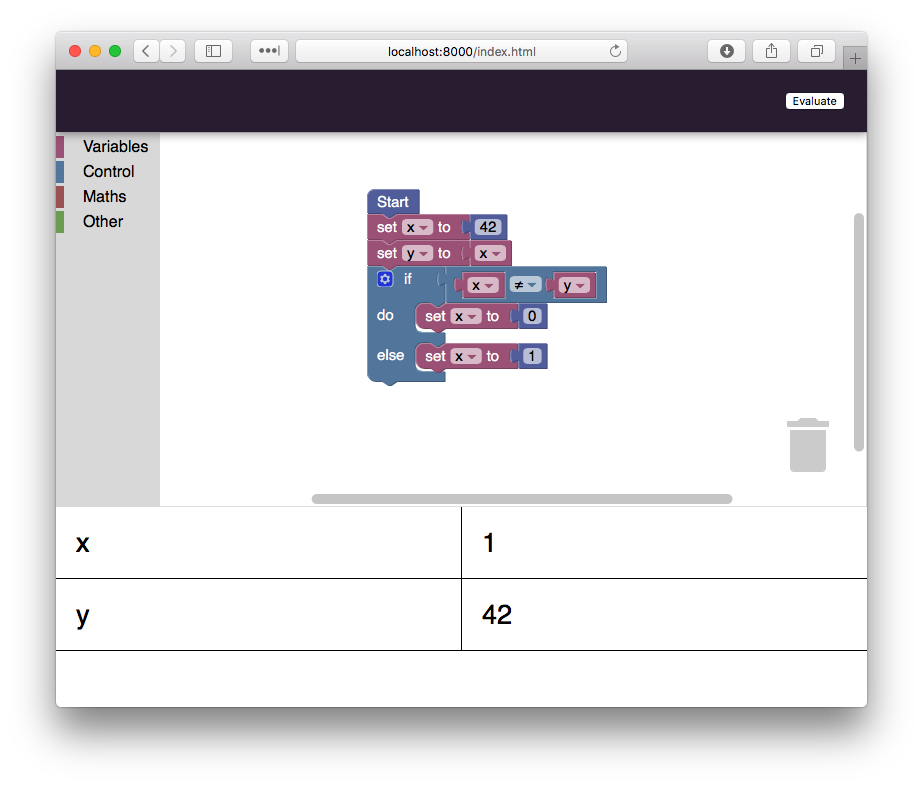 localhost:8000/index.html
Evaluate
Variables
Control
Maths
Other
Start
set x to 42
set y to x
if x ≠ y
do set x to 0
else set x to 1
x 1
y 42